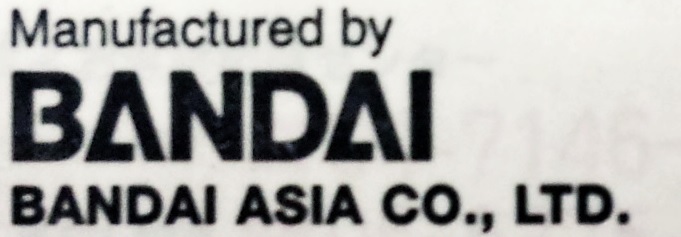 Manufactured by
BANDAI
BANDAI ASIA CO., LTD.